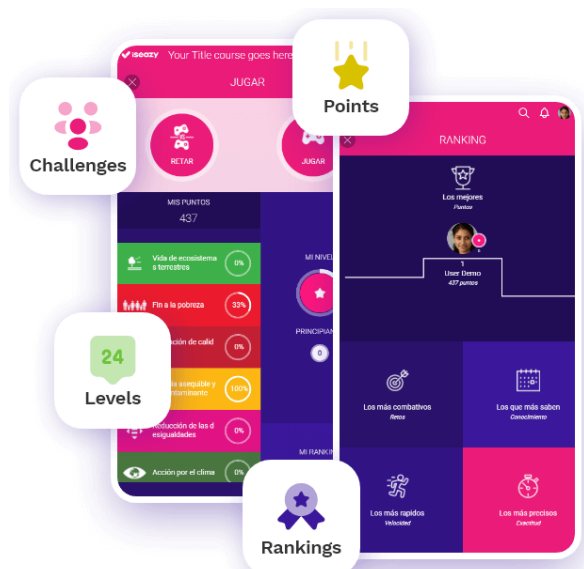 iseazy
Your Title course goes here
JUGAR
Points
Challenges
RETAR
JUGAR
RANKING
MIS PUNTOS
437
Los mejores
Puntos
1
User Demo
437 puntos
Vida de ecosistema
s terrestres
0%
MI NIVEL
Fin a la pobreza
33%
de calid
0%
24
Levels
PRINCIPIAN
0
asequible y
100%
Reducción de las d
esigualdades
0%
Los más combativos
Retos
Los que más saben
Conocimiento
Acción por el clima
0%
MI RANKIN
Rankings
Los más rapidos
Velocidad
Los más precisos
Exactitud